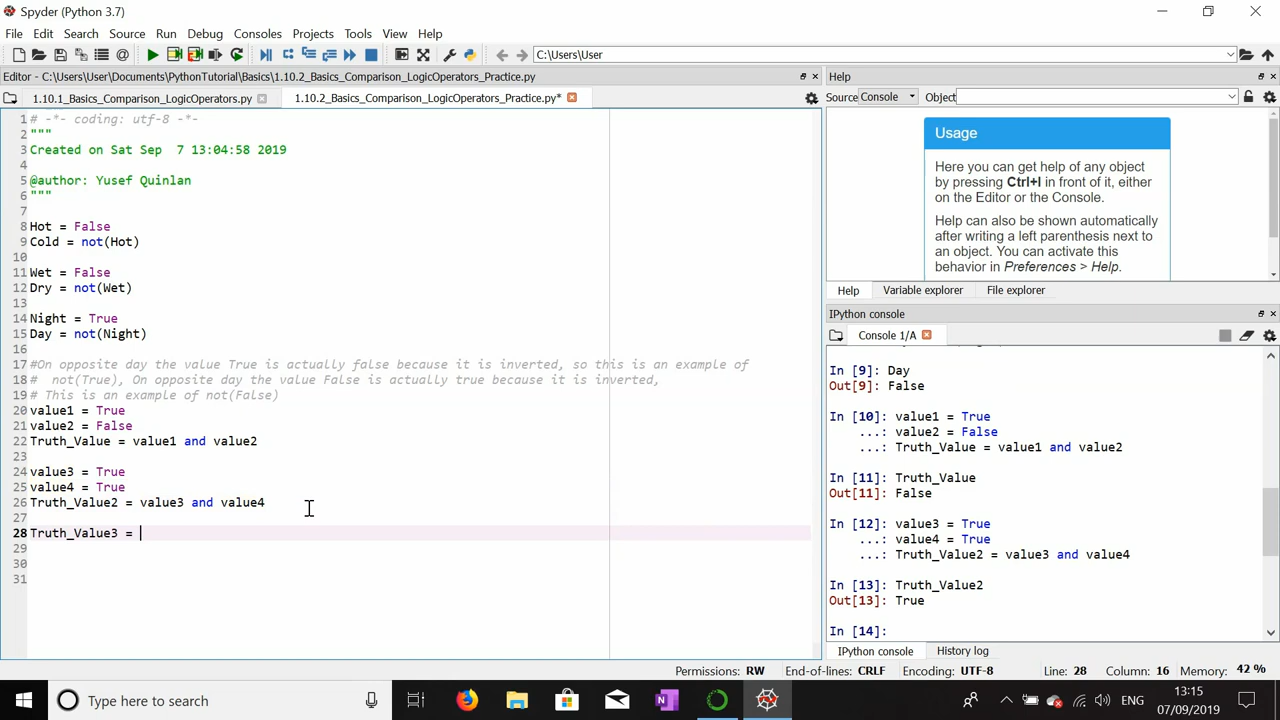 Spyder (Python 3.7)
File Edit Search Source Run Debug Consoles Projects Tools View Help
C:\Users\User
Editor - C:\Users\User\Documents\PythonTutorial\Basics\1.10.2_Basics_Comparison_LogicOperators_Practice.py
1.10.1_Basics_Comparison_LogicOperators.py
1.10.2_Basics_Comparison_LogicOperators_Practice.py*
1 # -*- coding: utf-8 -*-
2 """
3 Created on Sat Sep  7 13:04:58 2019
4
5 @author: Yusef Quinlan
6 """
7
8 Hot = False
9 Cold = not(Hot)
10
11 Wet = False
12 Dry = not(Wet)
13
14 Night = True
15 Day = not(Night)
16
17 #On opposite day the value True is actually false because it is inverted, so this is an example of
18 #  not(True), On opposite day the value False is actually true because it is inverted,
19 # This is an example of not(False)
20 value1 = True
21 value2 = False
22 Truth_Value = value1 and value2
23
24 value3 = True
25 value4 = True
26 Truth_Value2 = value3 and value4
27
28 Truth_Value3 =
29
30
31
Help
Source Console Object
Usage
Here you can get help of any object
by pressing Ctrl+I in front of it, either
on the Editor or the Console.
Help can also be shown automatically
after writing a left parenthesis next to
an object. You can activate this
behavior in Preferences > Help.
Help Variable explorer File explorer
IPython console
Console 1/A
In [9]: Day
Out[9]: False
In [10]: value1 = True
...: value2 = False
...: Truth_Value = value1 and value2
In [11]: Truth_Value
Out[11]: False
In [12]: value3 = True
...: value4 = True
...: Truth_Value2 = value3 and value4
In [13]: Truth_Value2
Out[13]: True
In [14]:
IPython console History log
Permissions: RW End-of-lines: CRLF Encoding: UTF-8 Line: 28 Column: 16 Memory: 42 %
Type here to search
ENG
13:15
07/09/2019